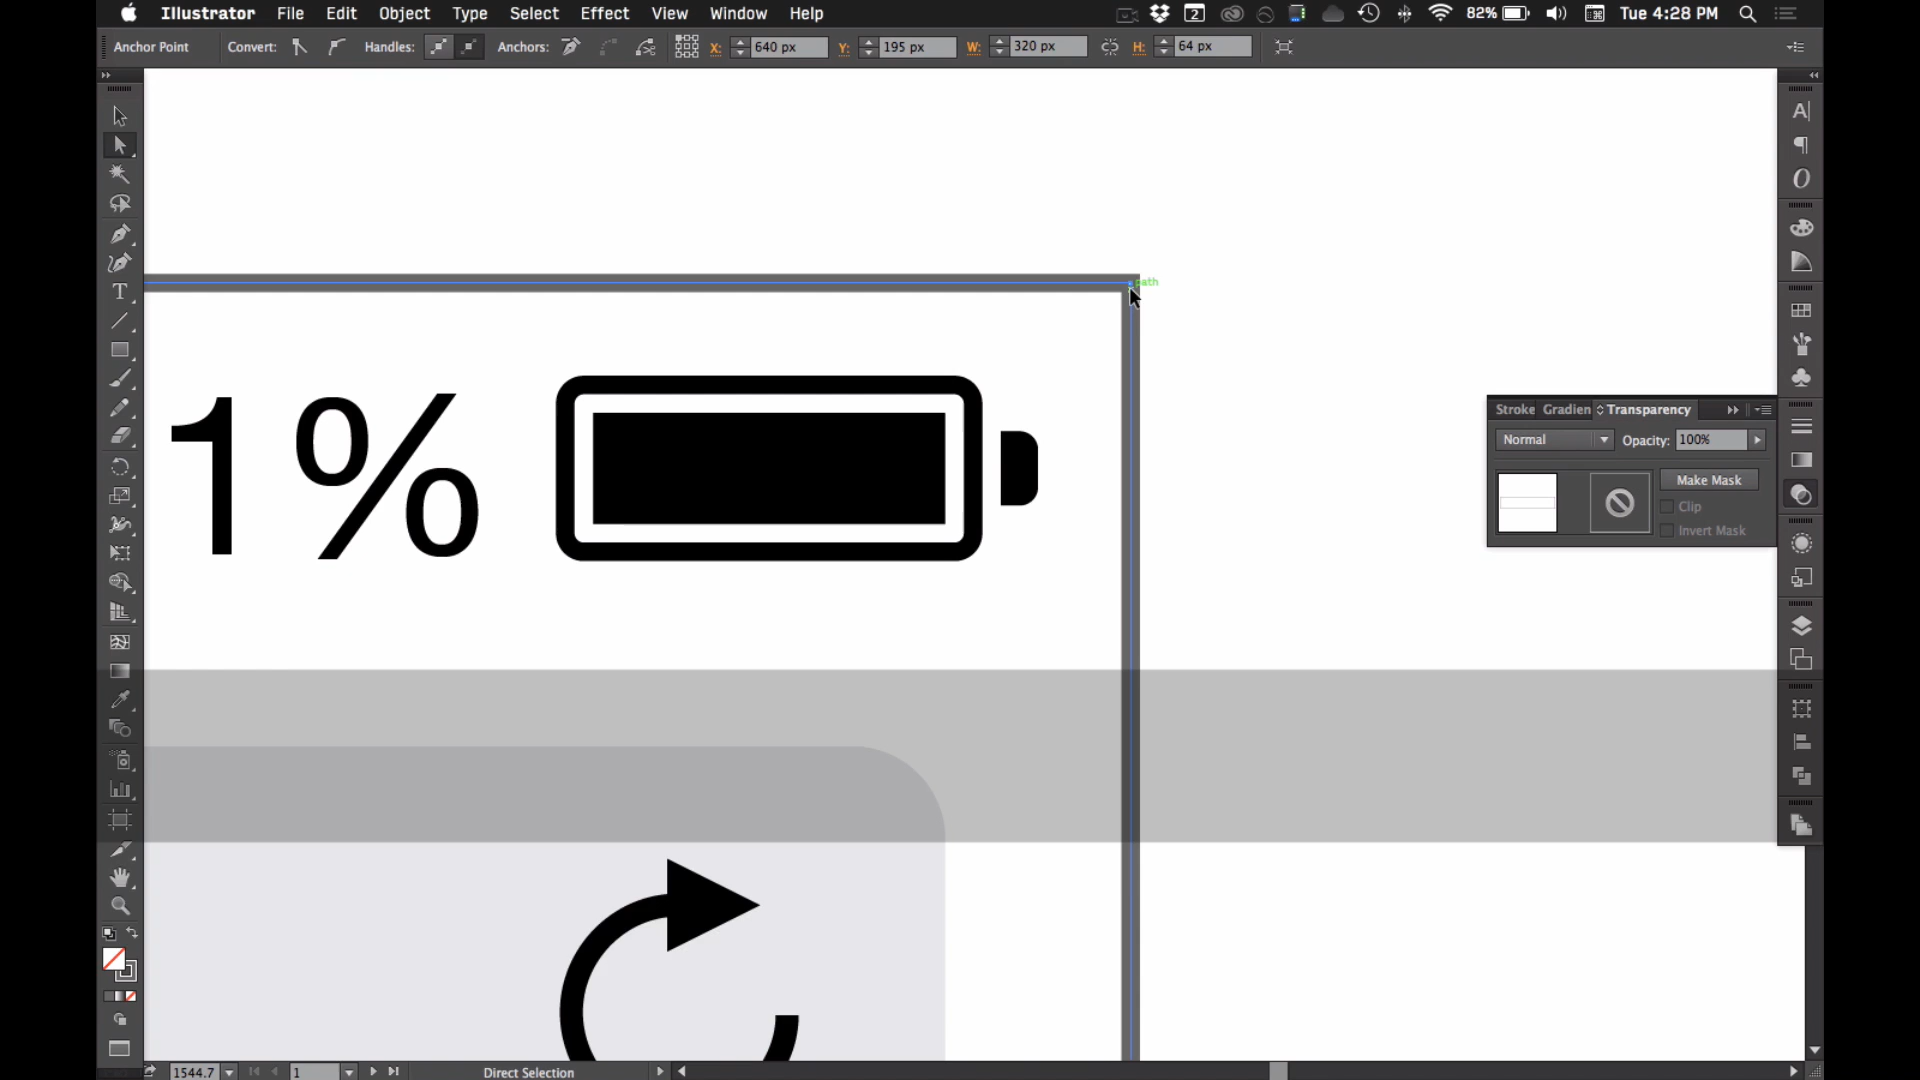 Illustrator File Edit Object Type Select Effect View Window Help 2 82% Tue 4:28 PM
Anchor Point Convert: Handles: Anchors: X: 640 px Y: 195 px W: 320 px H: 64 px
path
1%
Stroke Gradien Transparency
Normal Opacity: 100%
Make Mask
Clip
Invert Mask
1544.7 1 Direct Selection